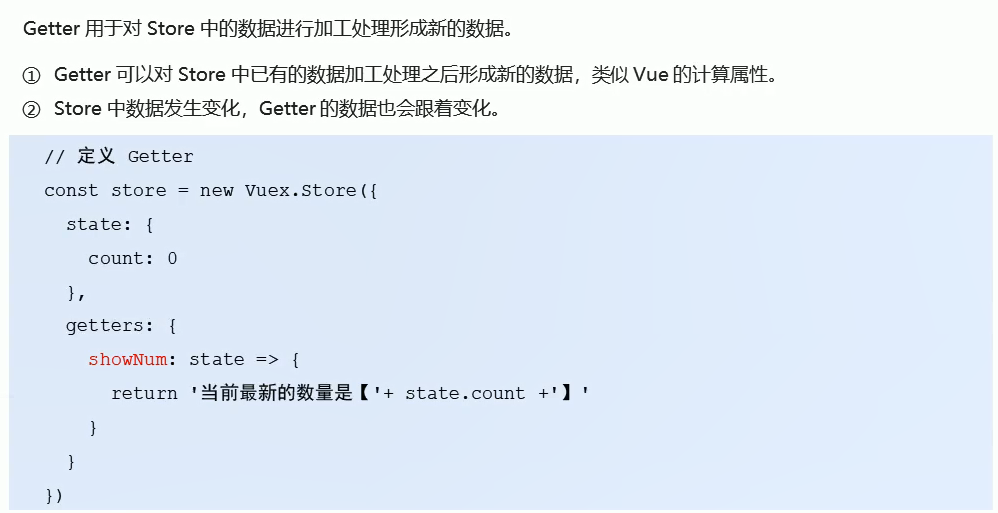 Getter 用于对 Store 中的数据进行加工处理形成新的数据。
① Getter 可以对 Store 中已有的数据加工处理之后形成新的数据，类似 Vue 的计算属性。
② Store 中数据发生变化，Getter 的数据也会跟着变化。
// 定义 Getter
const store = new Vuex.Store({
  state: {
    count: 0
  },
  getters: {
    showNum: state => {
      return '当前最新的数量是【'+ state.count +'】'
    }
  }
})